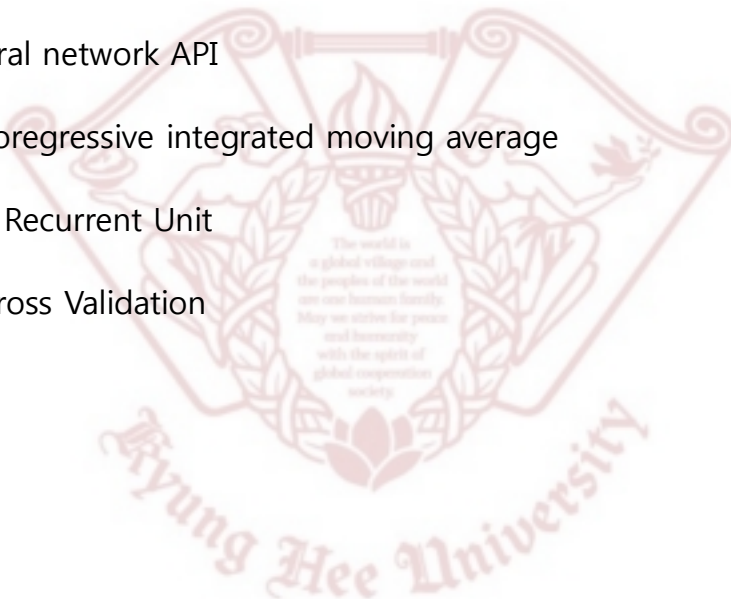 ral network API
oregressive integrated moving average
Recurrent Unit
ross Validation
The world is
a global village and
the peoples of the world
are one human family.
May we strive for peace
and humanity
with the spirit of
global cooperation
society.
Kyung Hee University